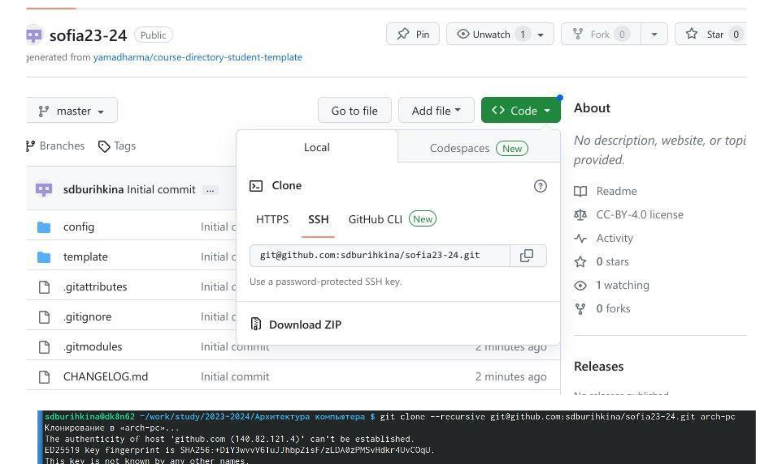 sofia23-24 Public
Pin
Unwatch 1
Fork 0
Star 0
generated from yamadharma/course-directory-student-template
master
Go to file
Add file
<> Code
About
Branches
Tags
Local
Codespaces New
No description, website, or topi
provided.
sdburihkina Initial commit ...
Clone
Readme
HTTPS
SSH
GitHub CLI New
CC-BY-4.0 license
config
Initial c
Activity
template
Initial c
git@github.com:sdburihkina/sofia23-24.git
0 stars
.gitattributes
Initial c
Use a password-protected SSH key.
1 watching
.gitignore
Initial c
0 forks
Download ZIP
.gitmodules
Initial commit
2 minutes ago
Releases
CHANGELOG.md
Initial commit
2 minutes ago
No releases published
sdburihkina@dk8n62 ~/work/study/2023-2024/Архитектура компьютера $ git clone --recursive git@github.com:sdburihkina/sofia23-24.git arch-pc
Клонирование в «arch-pc»...
The authenticity of host 'github.com (140.82.121.4)' can't be established.
ED25519 key fingerprint is SHA256:+DiY3wvvV6TuJJhbpZisF/zLDA0zPMSvHdkr4UvCOqU.
This key is not known by any other names.